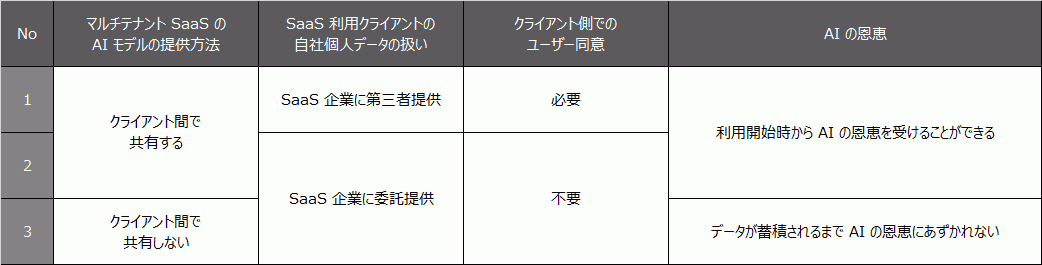 No
マルチテナント SaaS の
AI モデルの提供方法
SaaS 利用クライアントの
自社個人データの扱い
クライアント側での
ユーザー同意
AI の恩恵
1
クライアント間で
共有する
SaaS 企業に第三者提供
必要
利用開始時から AI の恩恵を受けることができる
2
SaaS 企業に委託提供
不要
3
クライアント間で
共有しない
データが蓄積されるまで AI の恩恵にあずかれない